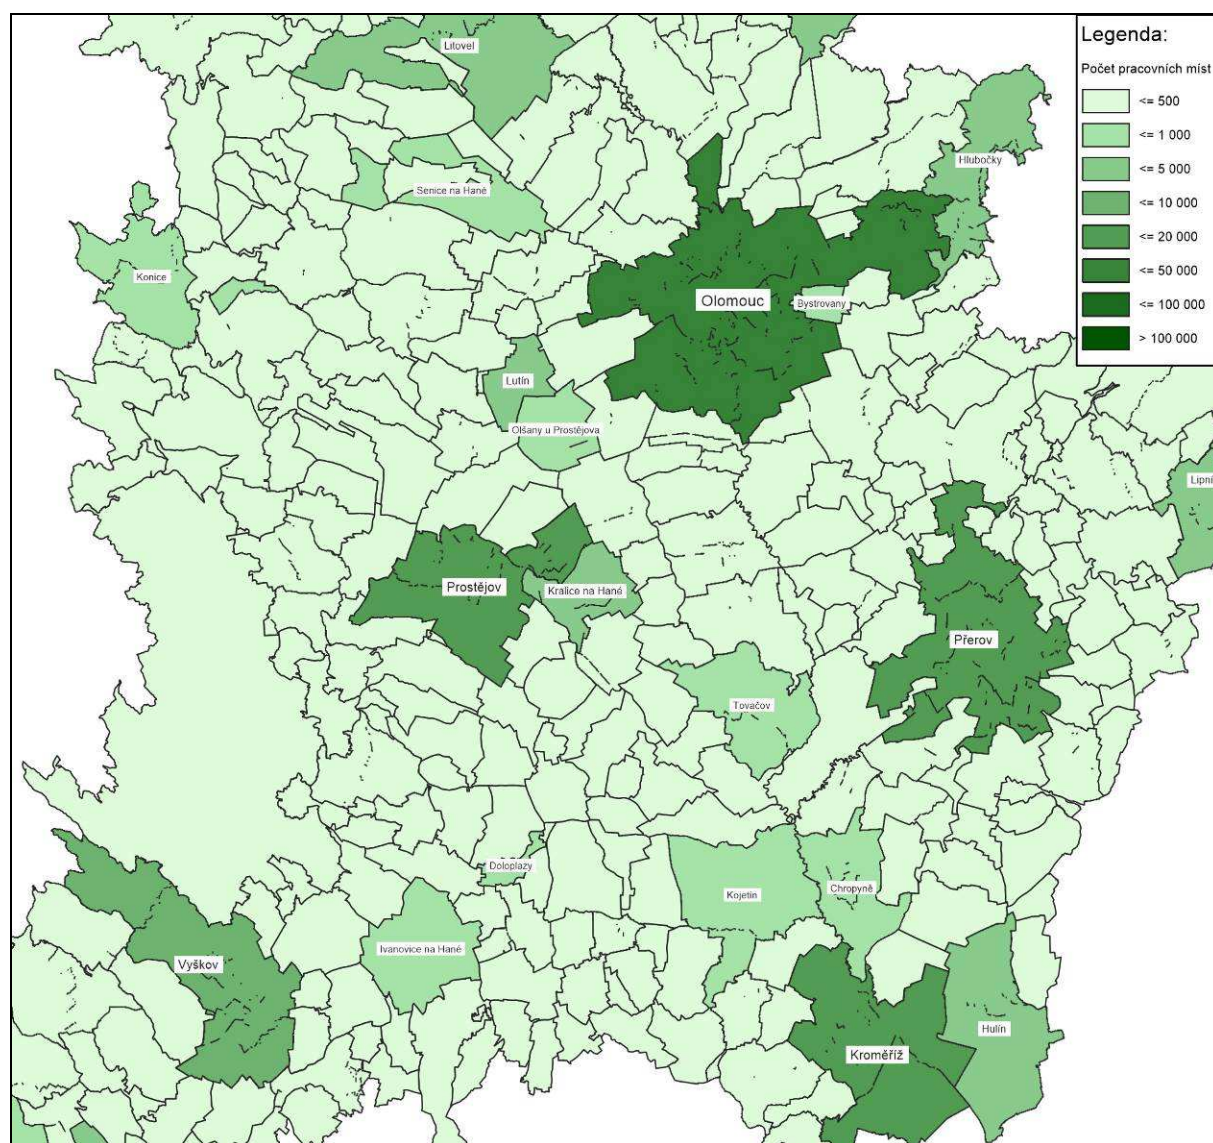 Legenda:
Počet pracovních míst
<= 500
<= 1 000
<= 5 000
<= 10 000
<= 20 000
<= 50 000
<= 100 000
> 100 000
Litovel
Hlubočky
Senice na Hané
Konice
Olomouc
Bystrovany
Lutín
Olšany u Prostějova
Lipní
Prostějov
Kralice na Hané
Přerov
Tovačov
Doloplazy
Kojetín
Chropyně
Ivanovice na Hané
Vyškov
Hulín
Kroměříž